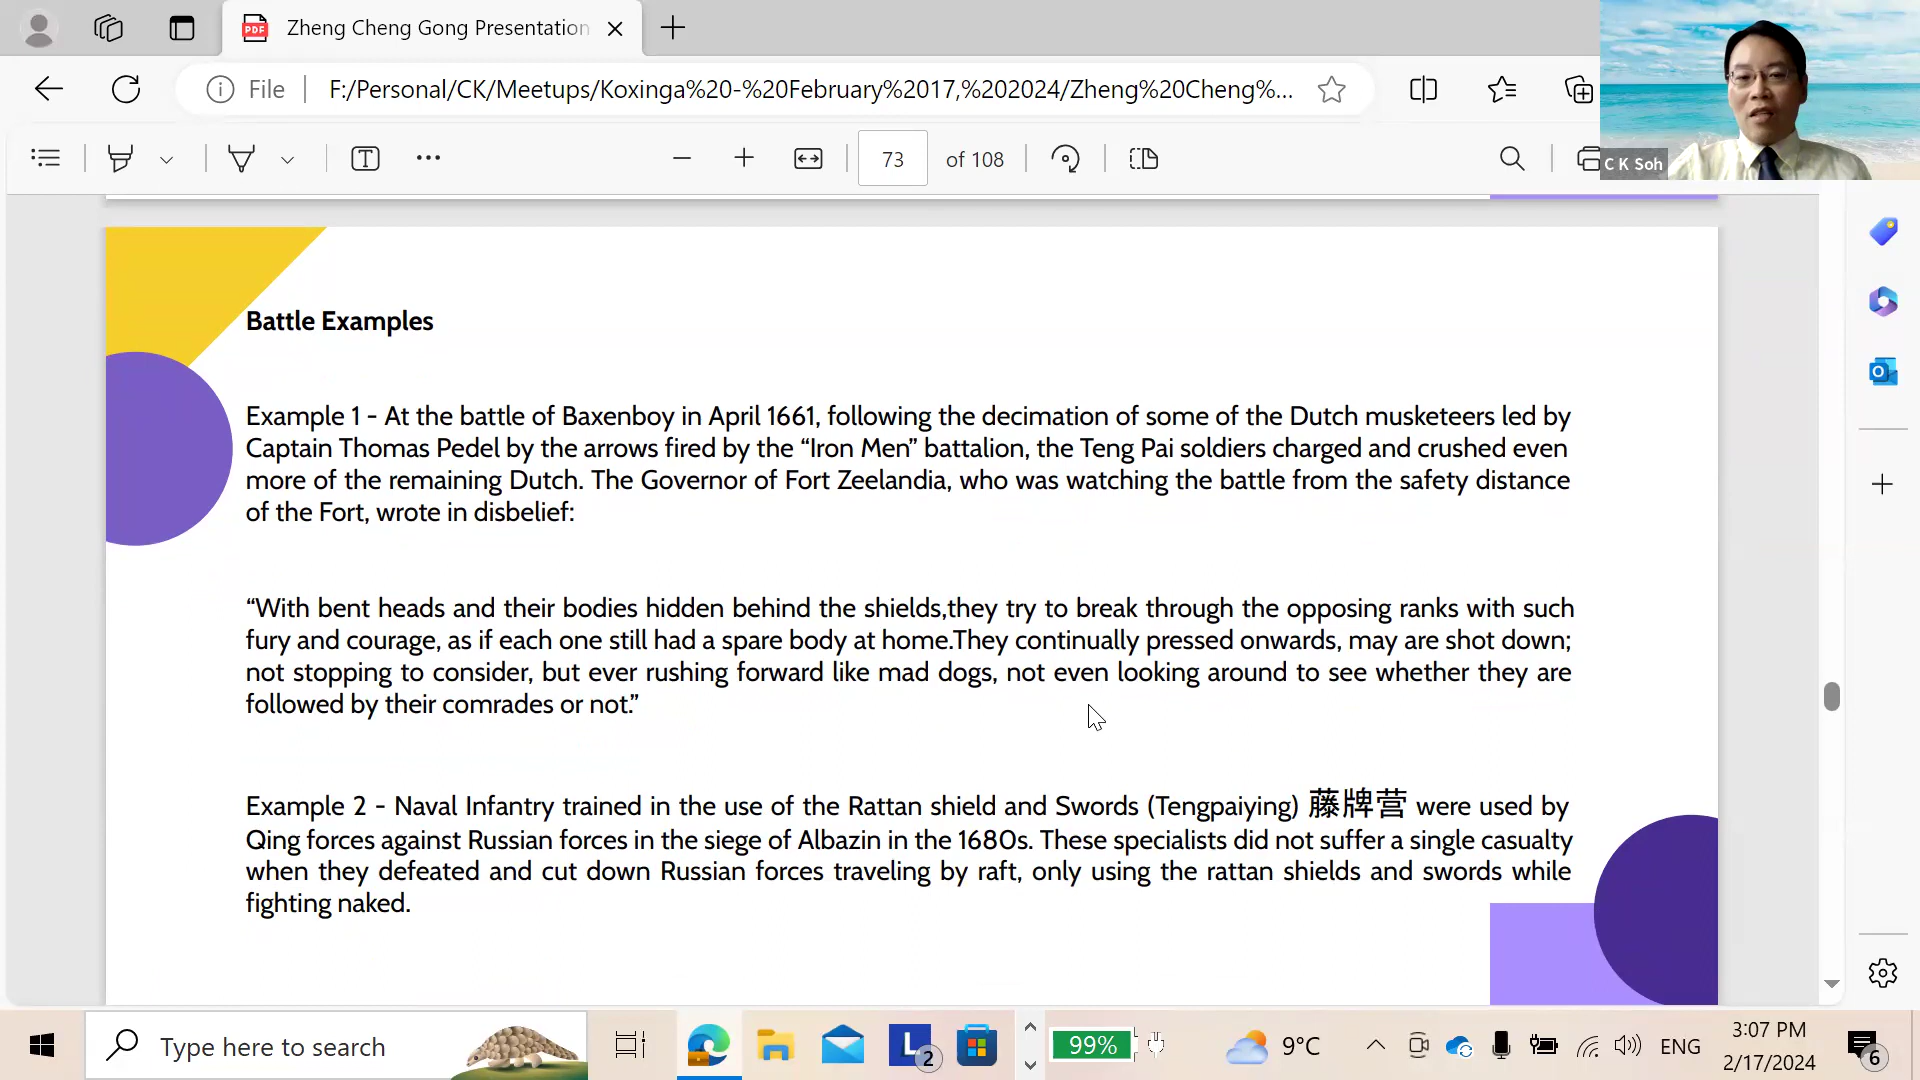 Zheng Cheng Gong Presentation
File
F:/Personal/CK/Meetups/Koxinga%20-%20February%2017,%202024/Zheng%20Cheng%...
73 of 108
C K Soh
Battle Examples
Example 1 - At the battle of Baxenboy in April 1661, following the decimation of some of the Dutch musketeers led by
Captain Thomas Pedel by the arrows fired by the “Iron Men” battalion, the Teng Pai soldiers charged and crushed even
more of the remaining Dutch. The Governor of Fort Zeelandia, who was watching the battle from the safety distance
of the Fort, wrote in disbelief:
“With bent heads and their bodies hidden behind the shields,they try to break through the opposing ranks with such
fury and courage, as if each one still had a spare body at home.They continually pressed onwards, may are shot down;
not stopping to consider, but ever rushing forward like mad dogs, not even looking around to see whether they are
followed by their comrades or not.”
Example 2 - Naval Infantry trained in the use of the Rattan shield and Swords (Tengpaiying) 藤牌营 were used by
Qing forces against Russian forces in the siege of Albazin in the 1680s. These specialists did not suffer a single casualty
when they defeated and cut down Russian forces traveling by raft, only using the rattan shields and swords while
fighting naked.
Type here to search
L
2
99%
9°C
ENG
3:07 PM
2/17/2024
6